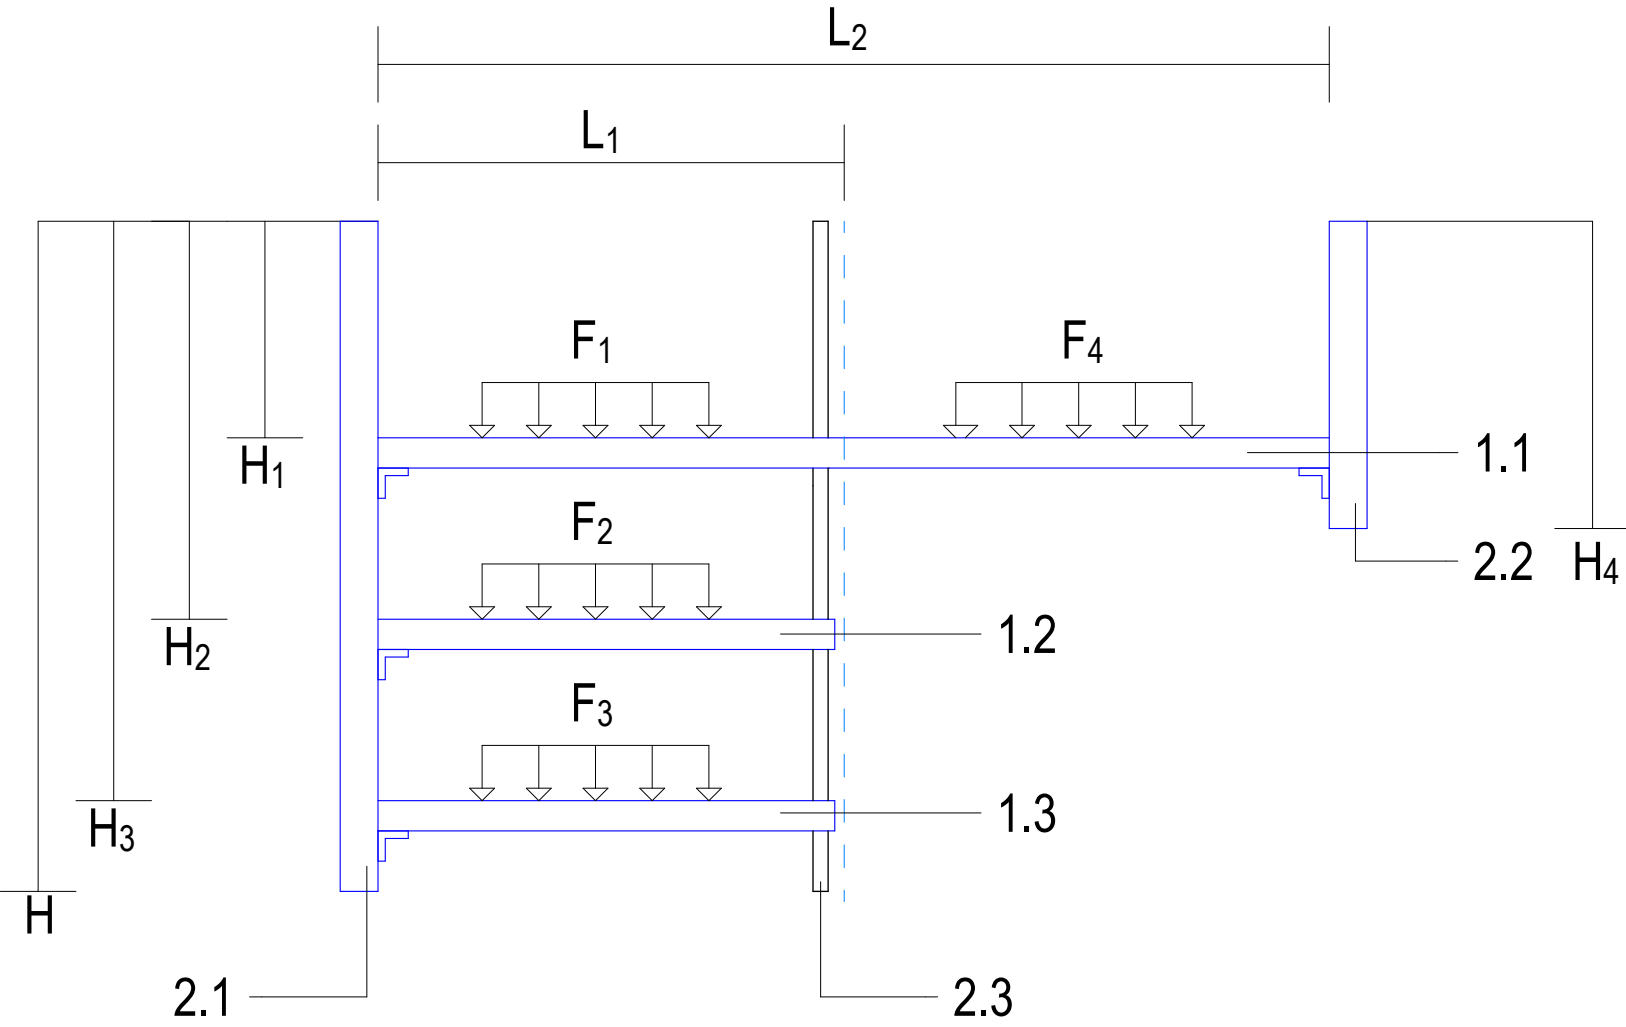 L₂
L₁
F₁ F₄
H₁ 1.1
F₂ 2.2 H₄
H₂ 1.2
F₃
H₃ 1.3
H
2.1 2.3